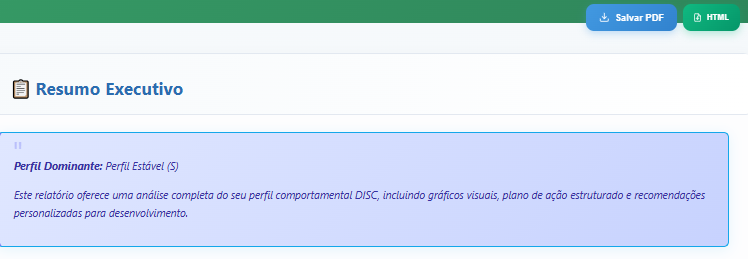 Salvar PDF
HTML
Resumo Executivo
"
Perfil Dominante: Perfil Estável (S)
Este relatório oferece uma análise completa do seu perfil comportamental DISC, incluindo gráficos visuais, plano de ação estruturado e recomendações
personalizadas para desenvolvimento.